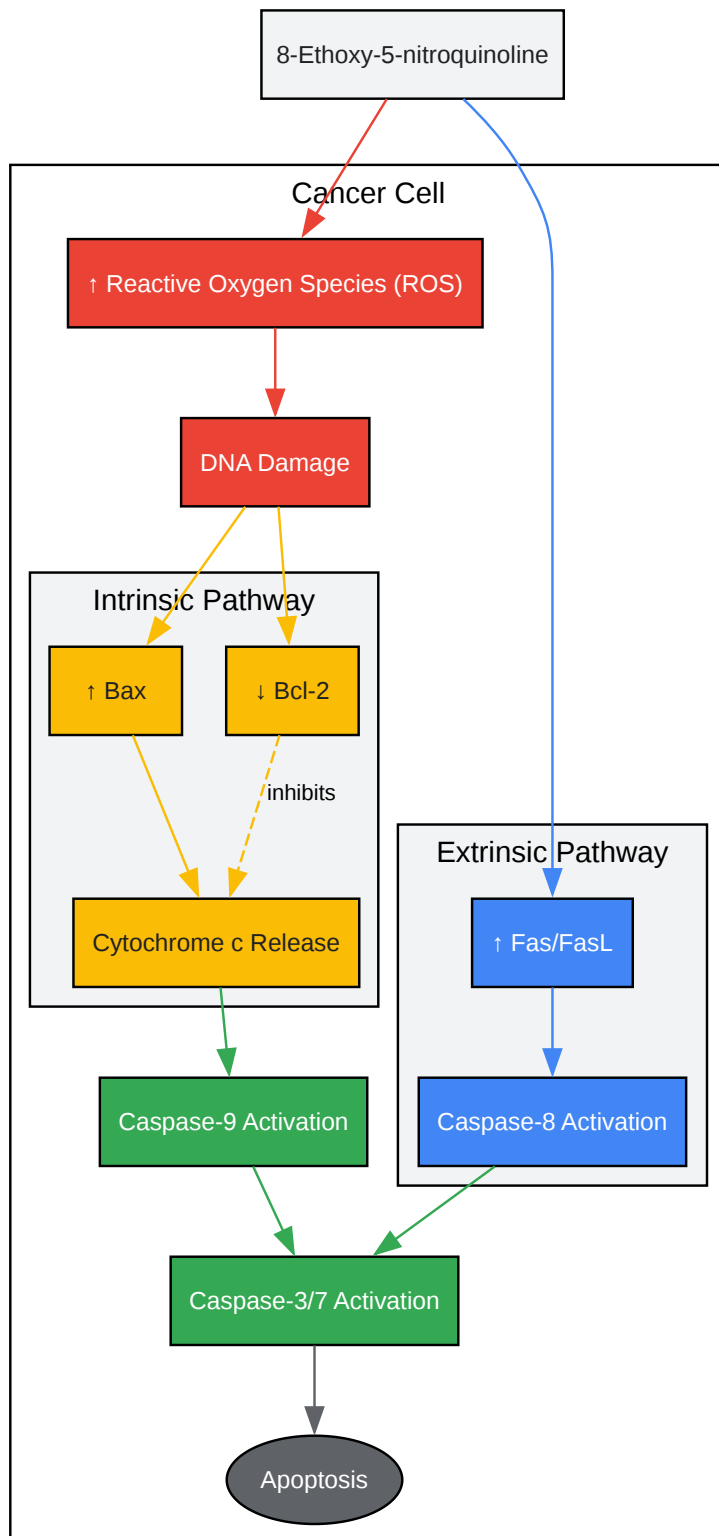 8-Ethoxy-5-nitroquinoline
Cancer Cell
↑ Reactive Oxygen Species (ROS)
DNA Damage
Intrinsic Pathway
↑ Bax
↓ Bcl-2
inhibits
Extrinsic Pathway
Cytochrome c Release
↑ Fas/FasL
Caspase-9 Activation
Caspase-8 Activation
Caspase-3/7 Activation
Apoptosis